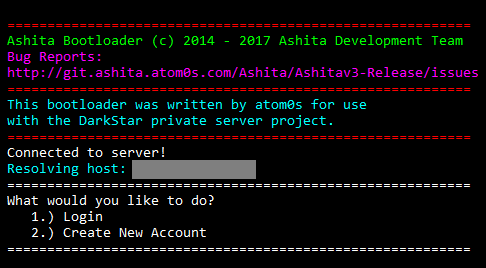 ==========================================================
Ashita Bootloader (c) 2014 - 2017 Ashita Development Team
Bug Reports:
http://git.ashita.atom0s.com/Ashita/Ashitav3-Release/issues
==========================================================
This bootloader was written by atom0s for use
with the DarkStar private server project.
==========================================================
Connected to server!
Resolving host:
==========================================================
What would you like to do?
   1.) Login
   2.) Create New Account
==========================================================